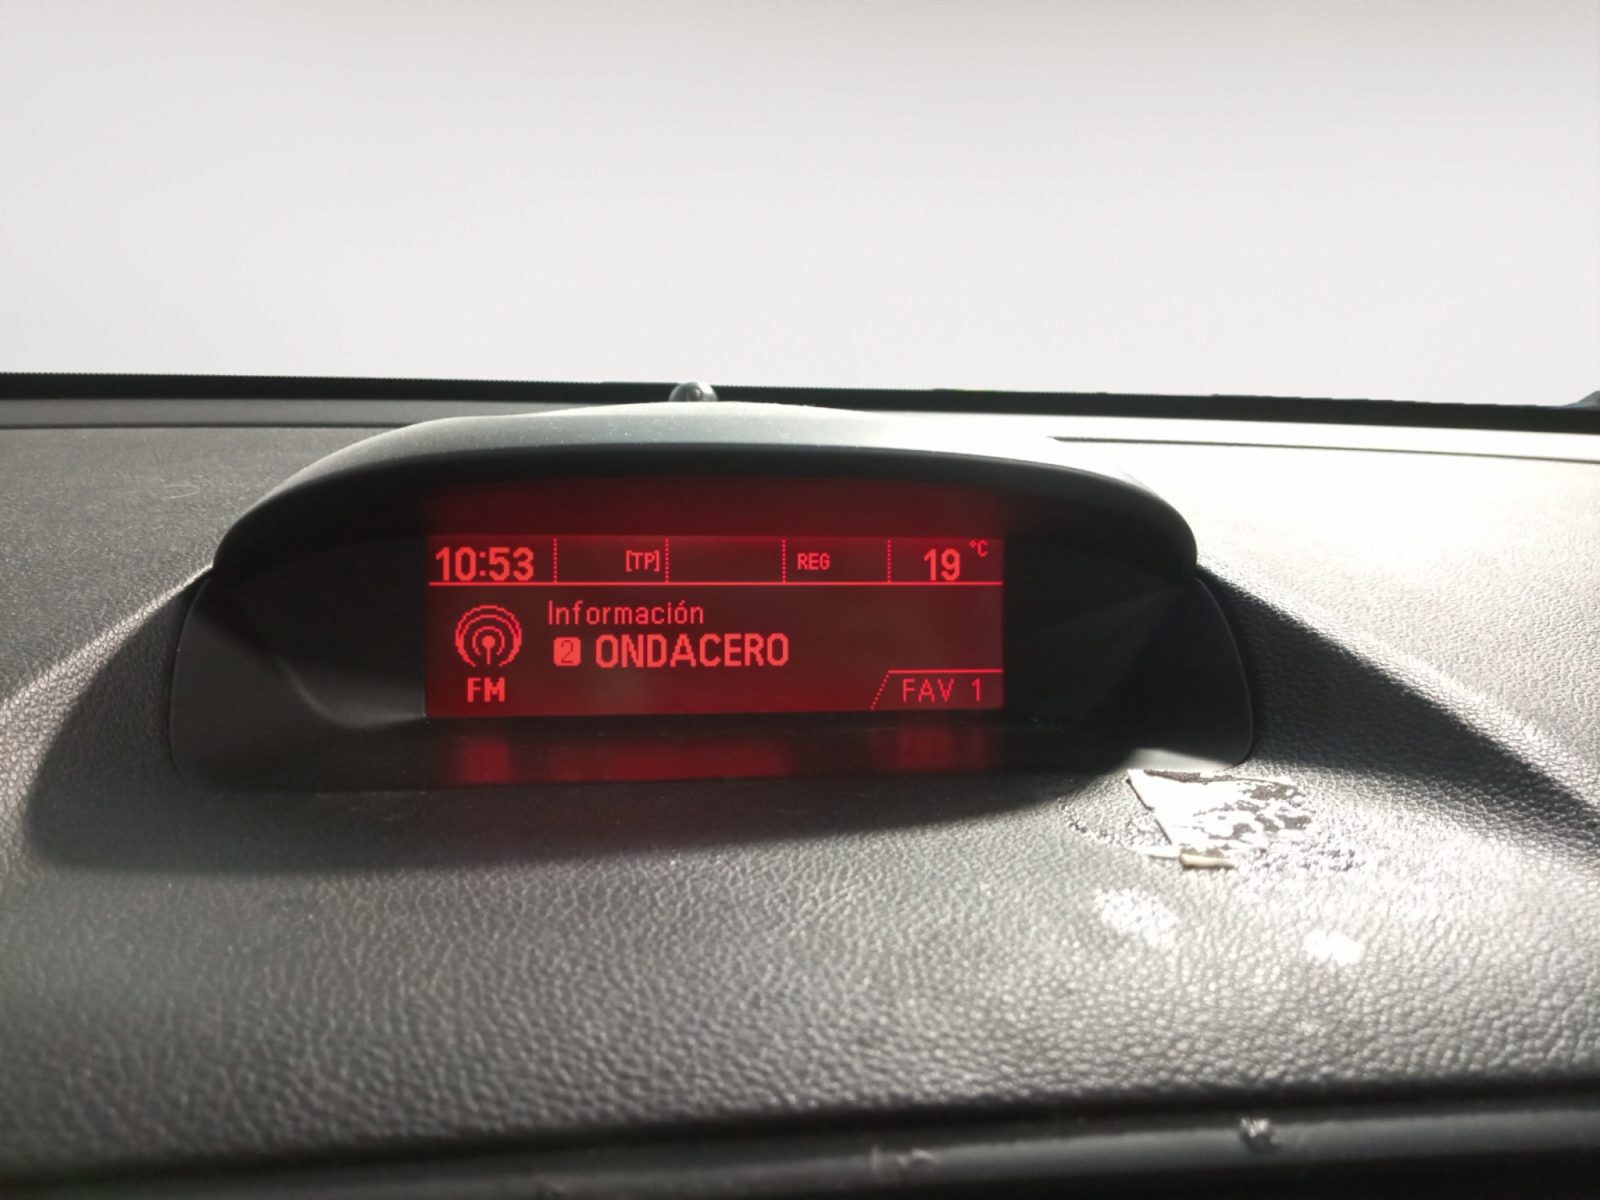 10:53 [TP] REG 19 °C
Información
2 ONDACERO
FM
FAV 1